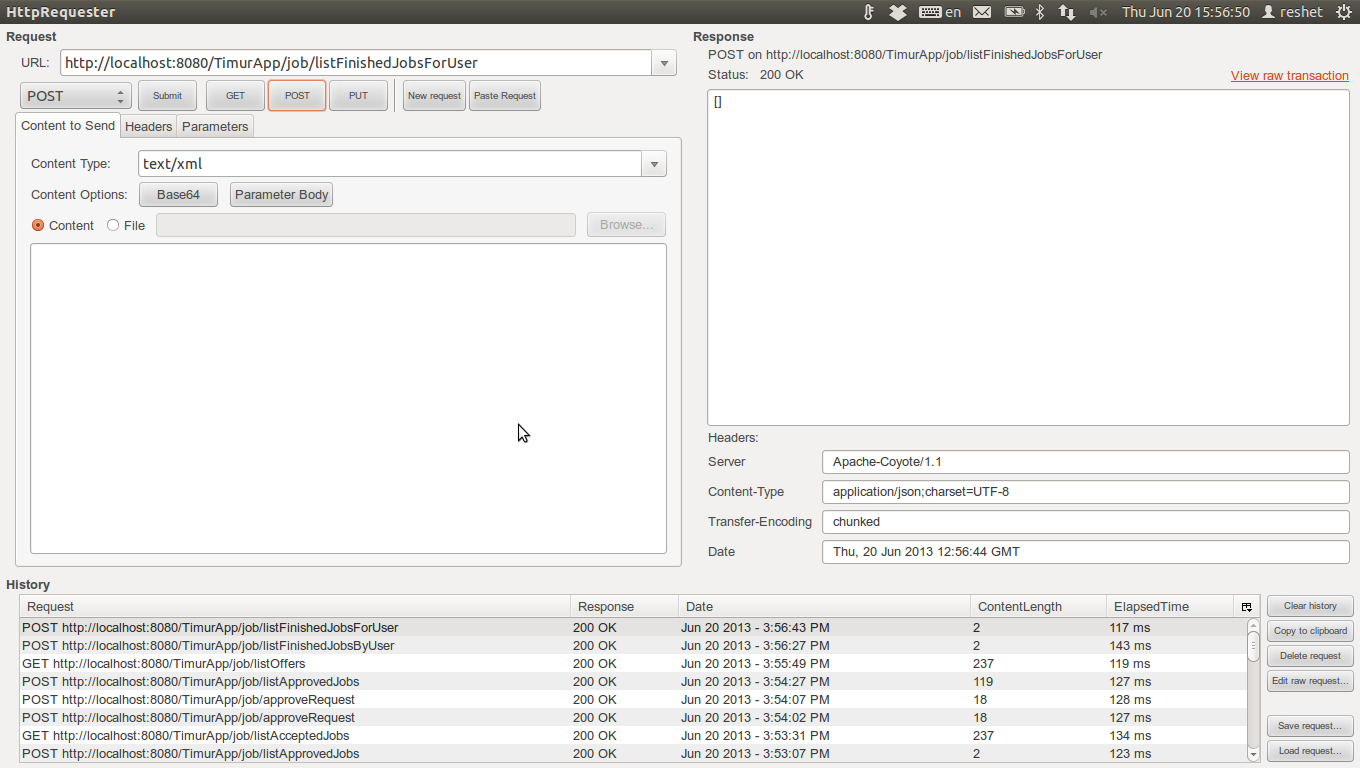 HttpRequester
en
Thu Jun 20 15:56:50
reshet
Request
URL: http://localhost:8080/TimurApp/job/listFinishedJobsForUser
POST Submit GET POST PUT New request Paste Request
Content to Send Headers Parameters
Content Type: text/xml
Content Options: Base64 Parameter Body
Content File Browse...
Response
POST on http://localhost:8080/TimurApp/job/listFinishedJobsForUser
Status: 200 OK View raw transaction
[]
Headers:
Server Apache-Coyote/1.1
Content-Type application/json;charset=UTF-8
Transfer-Encoding chunked
Date Thu, 20 Jun 2013 12:56:44 GMT
History
Request Response Date ContentLength ElapsedTime
POST http://localhost:8080/TimurApp/job/listFinishedJobsForUser 200 OK Jun 20 2013 - 3:56:43 PM 2 117 ms
POST http://localhost:8080/TimurApp/job/listFinishedJobsByUser 200 OK Jun 20 2013 - 3:56:27 PM 2 143 ms
GET http://localhost:8080/TimurApp/job/listOffers 200 OK Jun 20 2013 - 3:55:49 PM 237 119 ms
POST http://localhost:8080/TimurApp/job/listApprovedJobs 200 OK Jun 20 2013 - 3:54:27 PM 119 127 ms
POST http://localhost:8080/TimurApp/job/approveRequest 200 OK Jun 20 2013 - 3:54:07 PM 18 128 ms
POST http://localhost:8080/TimurApp/job/approveRequest 200 OK Jun 20 2013 - 3:54:02 PM 18 127 ms
GET http://localhost:8080/TimurApp/job/listAcceptedJobs 200 OK Jun 20 2013 - 3:53:31 PM 237 134 ms
POST http://localhost:8080/TimurApp/job/listApprovedJobs 200 OK Jun 20 2013 - 3:53:07 PM 2 123 ms
Clear history
Copy to clipboard
Delete request
Edit raw request...
Save request...
Load request...